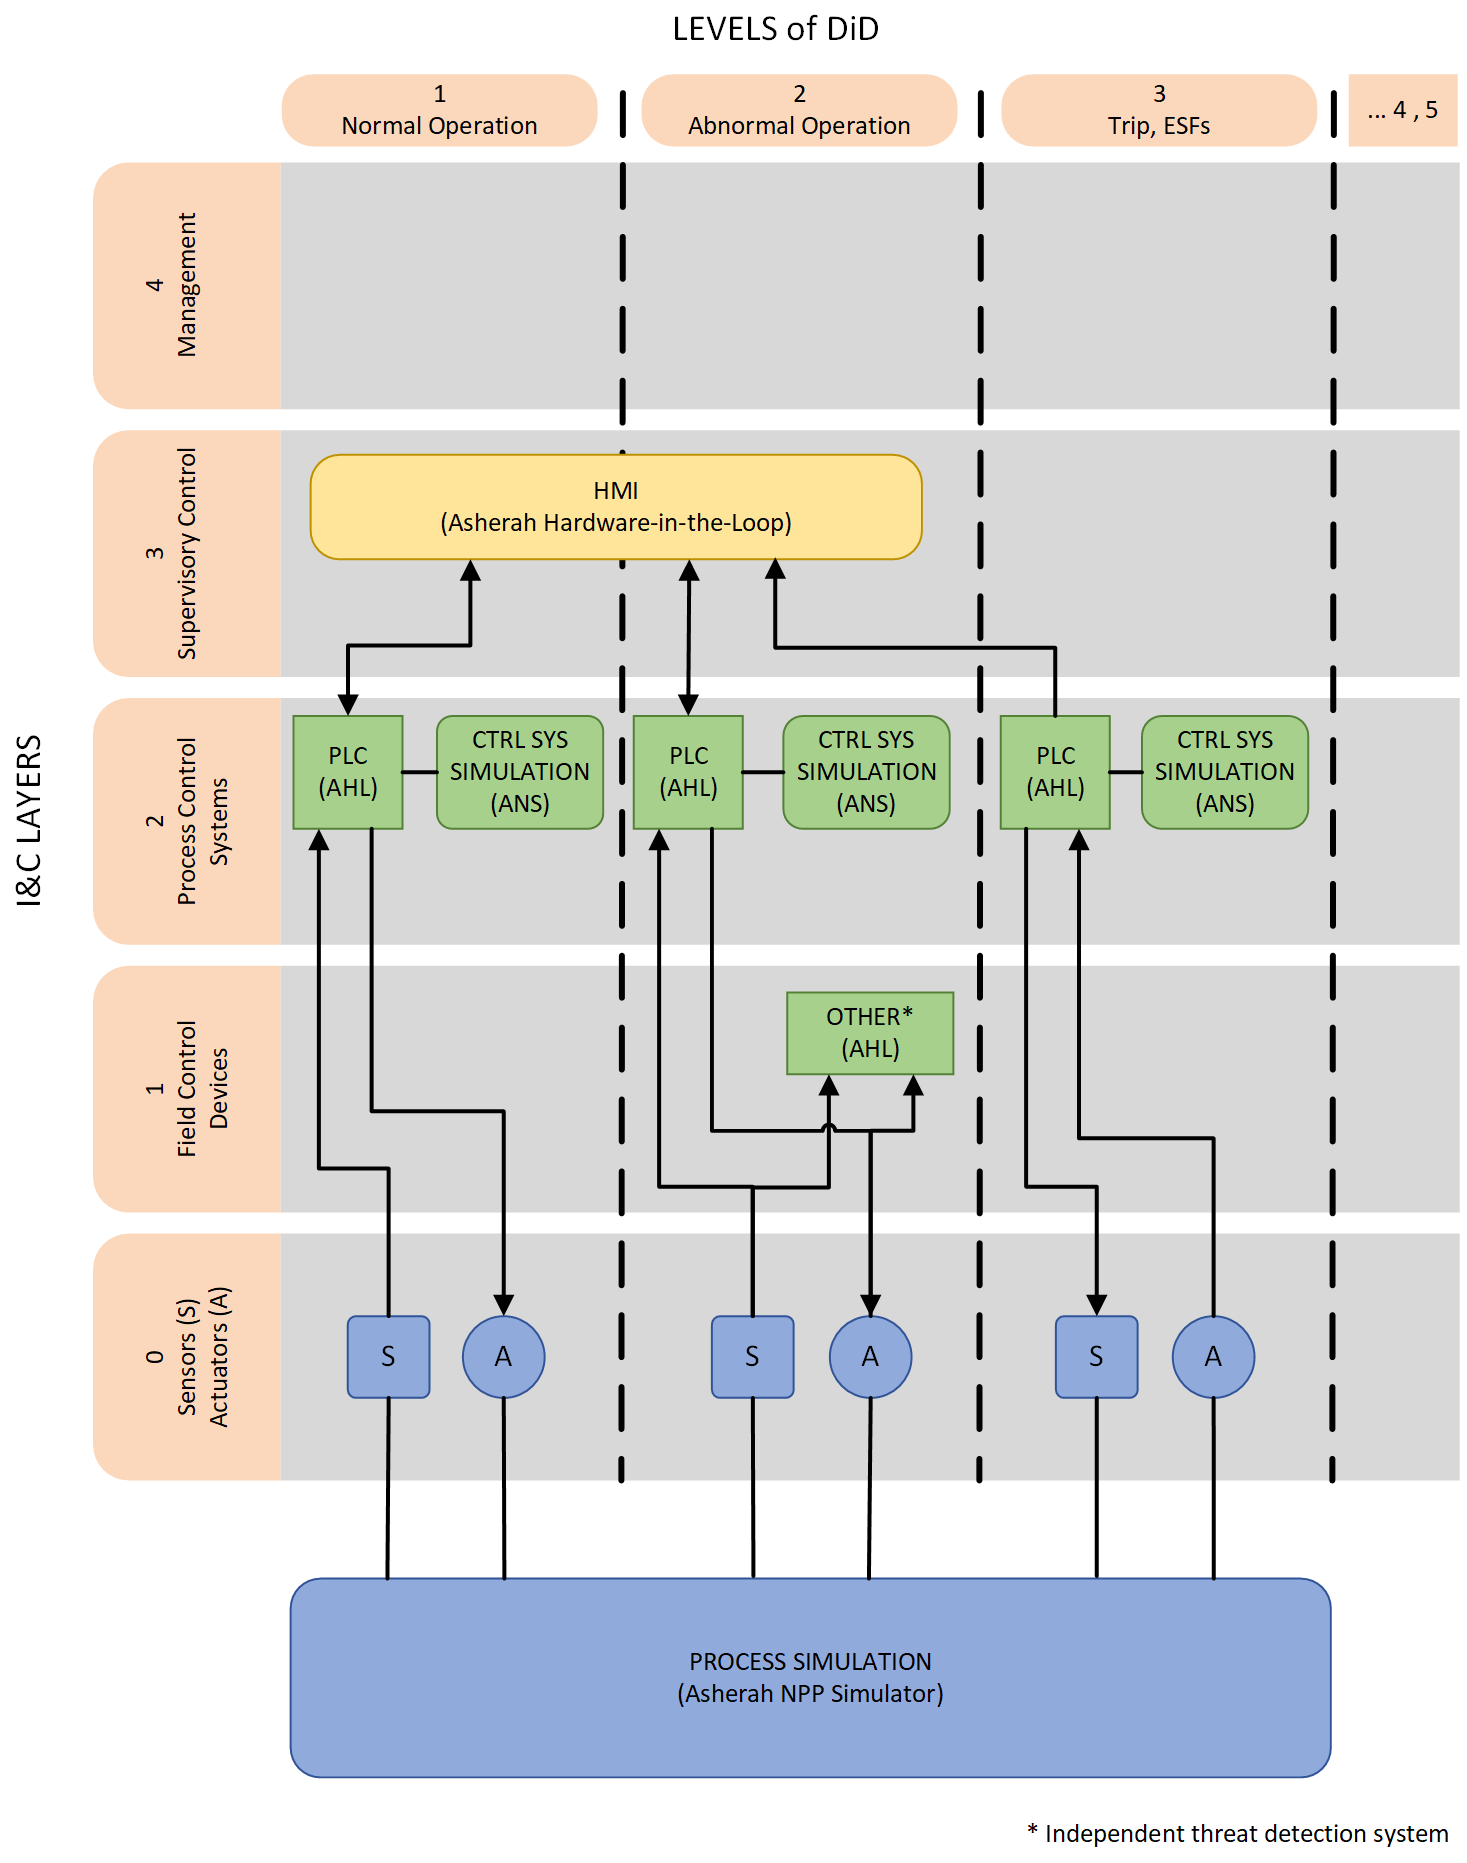 LEVELS of DiD
1
Normal Operation
2
Abnormal Operation
3
Trip, ESFs
... 4 , 5
I&C LAYERS
4
Management
3
Supervisory Control
HMI
(Asherah Hardware-in-the-Loop)
2
Process Control
Systems
PLC
(AHL)
CTRL SYS
SIMULATION
(ANS)
PLC
(AHL)
CTRL SYS
SIMULATION
(ANS)
PLC
(AHL)
CTRL SYS
SIMULATION
(ANS)
1
Field Control
Devices
OTHER*
(AHL)
0
Sensors (S)
Actuators (A)
S
A
S
A
S
A
PROCESS SIMULATION
(Asherah NPP Simulator)
* Independent threat detection system